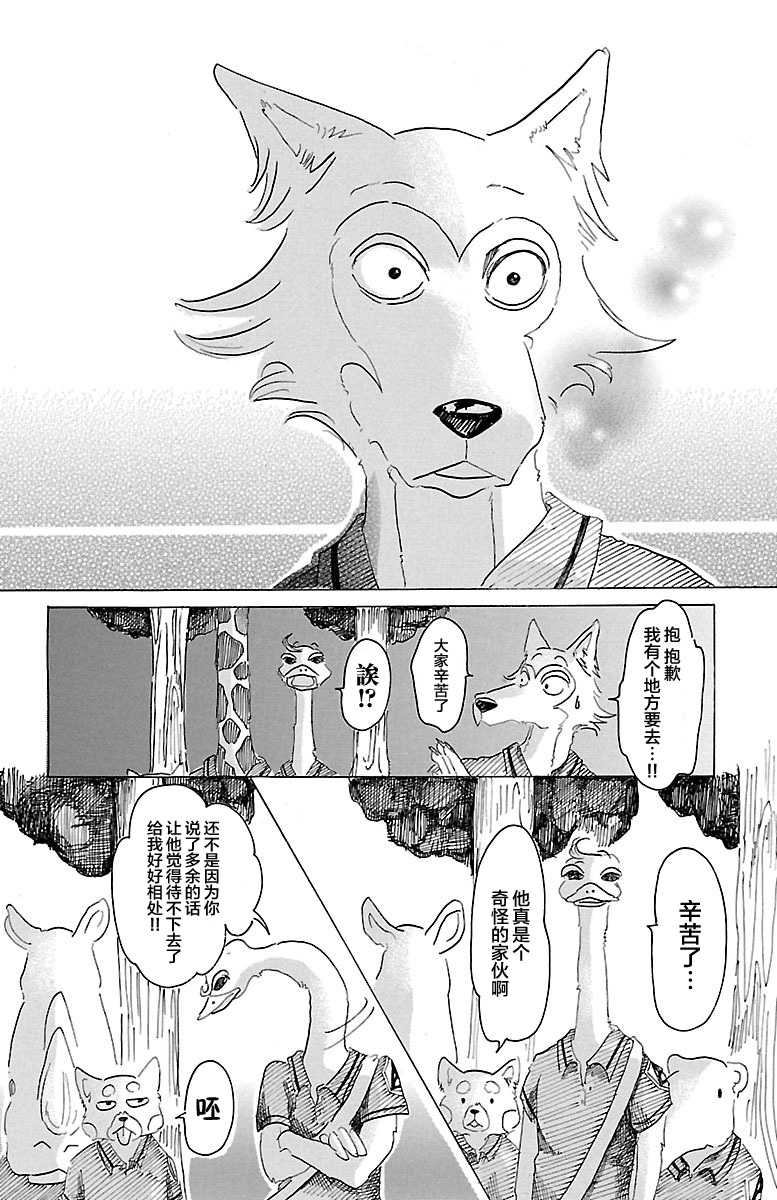 抱 抱歉
我有个地方要去…!!
大家辛苦了
誒!?
辛苦了…
他真是个
奇怪的家伙啊
还不是因为你
说了多余的话
让他觉得待不下去了
给我好好相处!!
呸